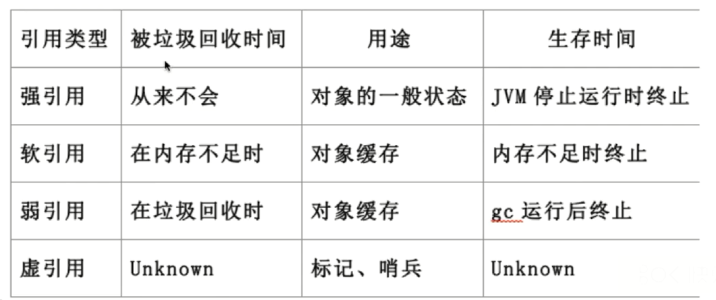 引用类型 被垃圾回收时间 用途 生存时间
强引用 从来不会 对象的一般状态 JVM 停止运行时终止
软引用 在内存不足时 对象缓存 内存不足时终止
弱引用 在垃圾回收时 对象缓存 gc 运行后终止
虚引用 Unknown 标记、哨兵 Unknown